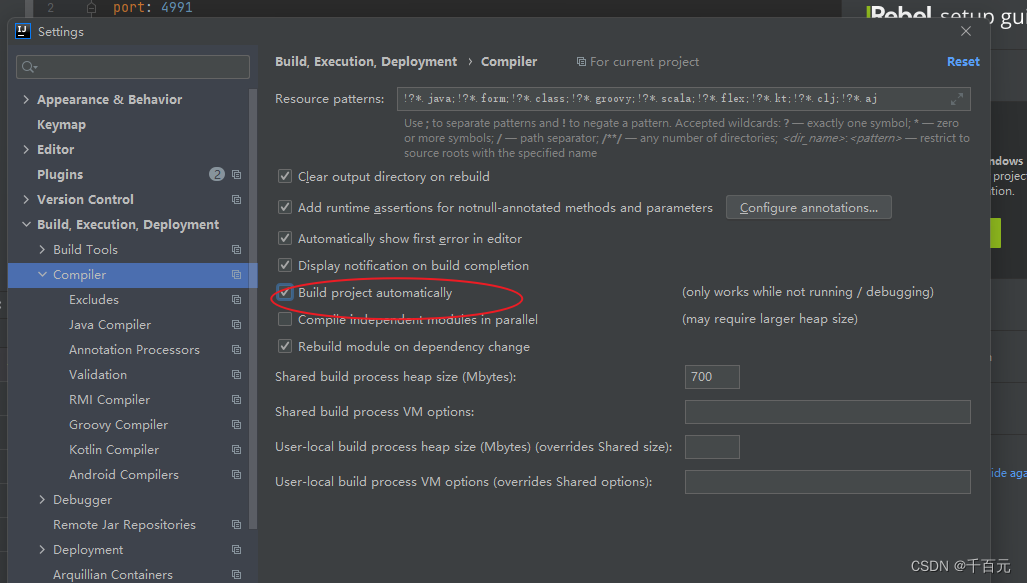 2 port: 4991
JRebel setup gui
Settings
Build, Execution, Deployment › Compiler For current project Reset
Appearance & Behavior
Keymap
Editor
Plugins 2
Version Control
Build, Execution, Deployment
Build Tools
Compiler
Excludes
Java Compiler
Annotation Processors
Validation
RMI Compiler
Groovy Compiler
Kotlin Compiler
Android Compilers
Debugger
Remote Jar Repositories
Deployment
Arquillian Containers
Resource patterns: !?*.java;!?*.form;!?*.class;!?*.groovy;!?*.scala;!?*.flex;!?*.kt;!?*.clj;!?*.aj
Use ; to separate patterns and ! to negate a pattern. Accepted wildcards: ? — exactly one symbol; * — zero
or more symbols; / — path separator; /**/ — any number of directories; <dir_name>:<pattern> — restrict to
source roots with the specified name
Clear output directory on rebuild
Add runtime assertions for notnull-annotated methods and parameters Configure annotations...
Automatically show first error in editor
Display notification on build completion
Build project automatically (only works while not running / debugging)
Compile independent modules in parallel (may require larger heap size)
Rebuild module on dependency change
Shared build process heap size (Mbytes): 700
Shared build process VM options:
User-local build process heap size (Mbytes) (overrides Shared size):
User-local build process VM options (overrides Shared options):
ndows
project
tion.
ide aga
CSDN @千百元